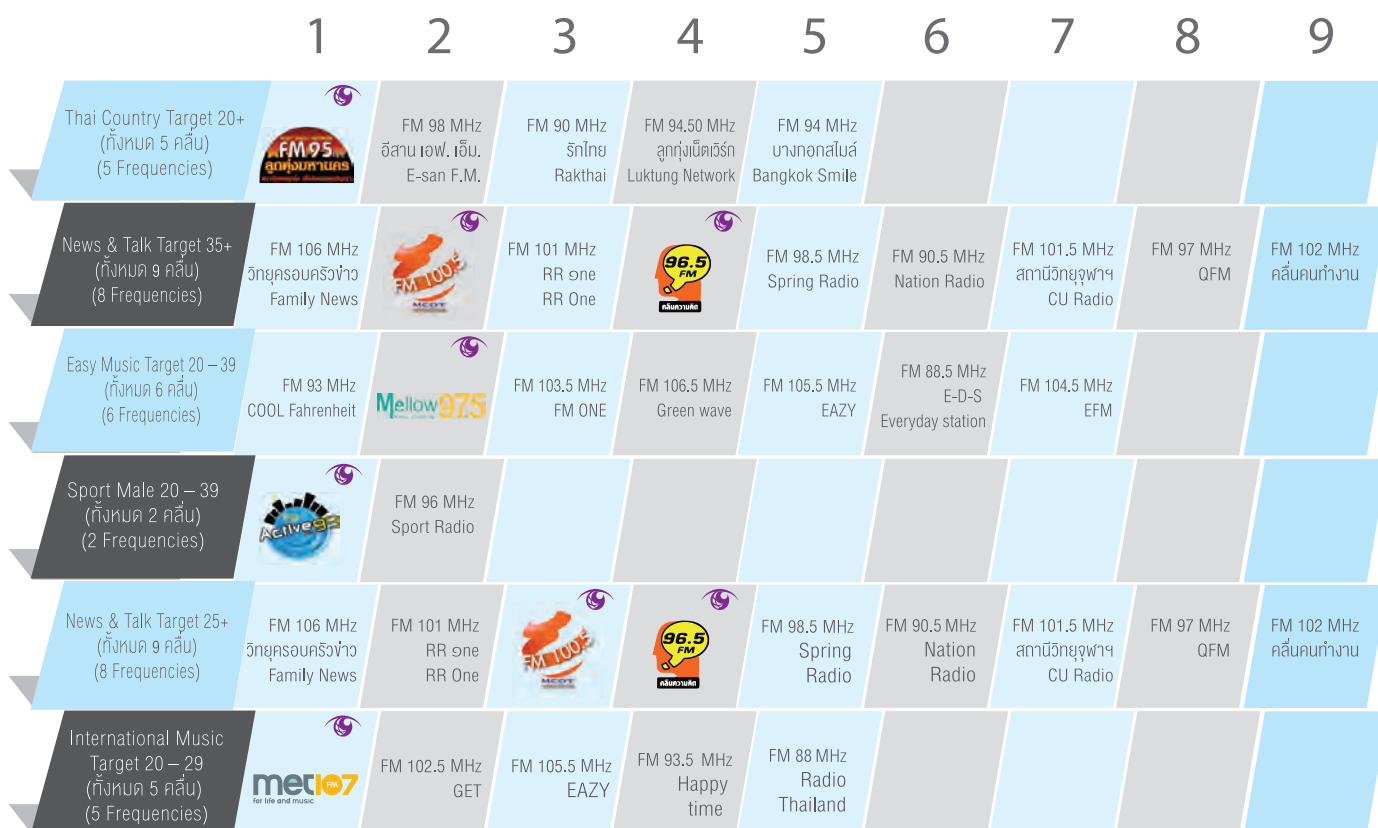 1 2 3 4 5 6 7 8 9
Thai Country Target 20+
(ทั้งหมด 5 คลื่น)
(5 Frequencies)
FM 95
ลูกทุ่งมหานคร
FM 98 MHz
อีสาน เอฟ. เอ็ม.
E-san F.M.
FM 90 MHz
รักไทย
Rakthai
FM 94.50 MHz
ลูกทุ่งเน็ตเวิร์ก
Luktung Network
FM 94 MHz
บางกอกสไมล์
Bangkok Smile
News & Talk Target 35+
(ทั้งหมด 9 คลื่น)
(8 Frequencies)
FM 106 MHz
วิทยุครอบครัวข่าว
Family News
FM 100.5
MCOT
FM 101 MHz
RR one
RR One
96.5
FM
คลื่นความคิด
FM 98.5 MHz
Spring Radio
FM 90.5 MHz
Nation Radio
FM 101.5 MHz
สถานีวิทยุจุฬาฯ
CU Radio
FM 97 MHz
QFM
FM 102 MHz
คลื่นคนทำงาน
Easy Music Target 20 – 39
(ทั้งหมด 6 คลื่น)
(6 Frequencies)
FM 93 MHz
COOL Fahrenheit
Mellow 97.5
FM 103.5 MHz
FM ONE
FM 106.5 MHz
Green wave
FM 105.5 MHz
EAZY
FM 88.5 MHz
E-D-S
Everyday station
FM 104.5 MHz
EFM
Sport Male 20 – 39
(ทั้งหมด 2 คลื่น)
(2 Frequencies)
Active 99
FM 96 MHz
Sport Radio
News & Talk Target 25+
(ทั้งหมด 9 คลื่น)
(8 Frequencies)
FM 106 MHz
วิทยุครอบครัวข่าว
Family News
FM 101 MHz
RR one
RR One
FM 100.5
MCOT
96.5
FM
คลื่นความคิด
FM 98.5 MHz
Spring
Radio
FM 90.5 MHz
Nation
Radio
FM 101.5 MHz
สถานีวิทยุจุฬาฯ
CU Radio
FM 97 MHz
QFM
FM 102 MHz
คลื่นคนทำงาน
International Music
Target 20 – 29
(ทั้งหมด 5 คลื่น)
(5 Frequencies)
met FM 107
for life and music
FM 102.5 MHz
GET
FM 105.5 MHz
EAZY
FM 93.5 MHz
Happy
time
FM 88 MHz
Radio
Thailand